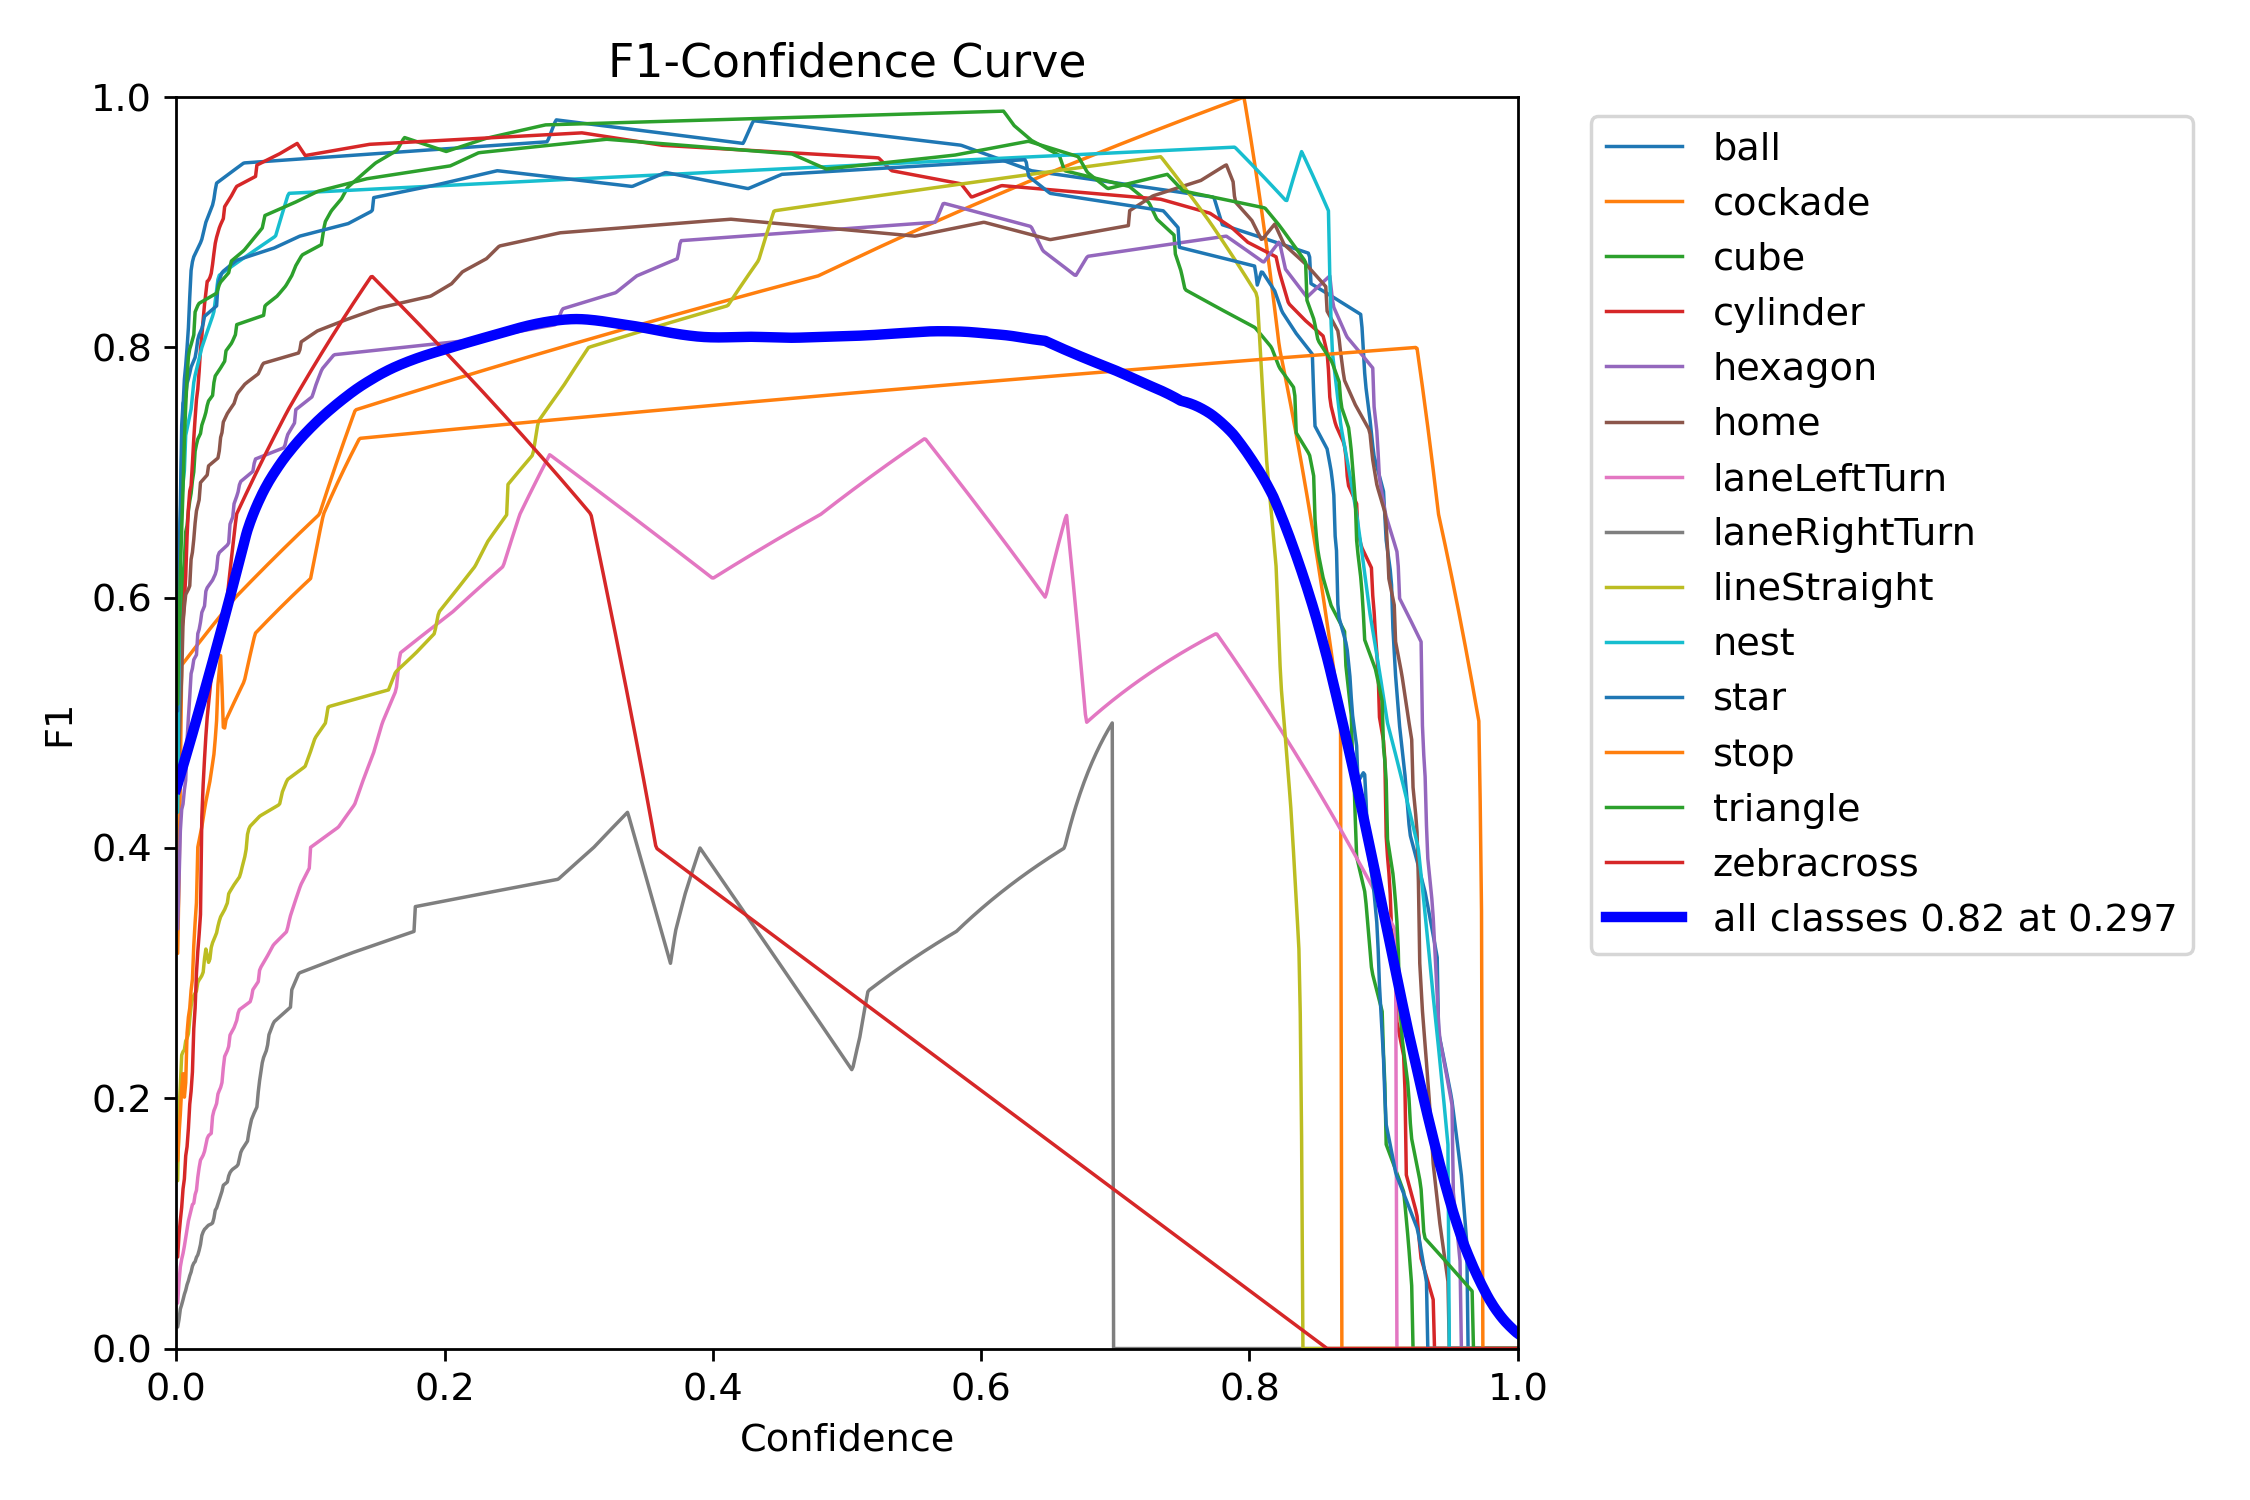 F1-Confidence Curve
1.0
0.8
0.6
0.4
0.2
0.0
F1
0.0 0.2 0.4 0.6 0.8 1.0
Confidence
ball
cockade
cube
cylinder
hexagon
home
laneLeftTurn
laneRightTurn
lineStraight
nest
star
stop
triangle
zebracross
all classes 0.82 at 0.297